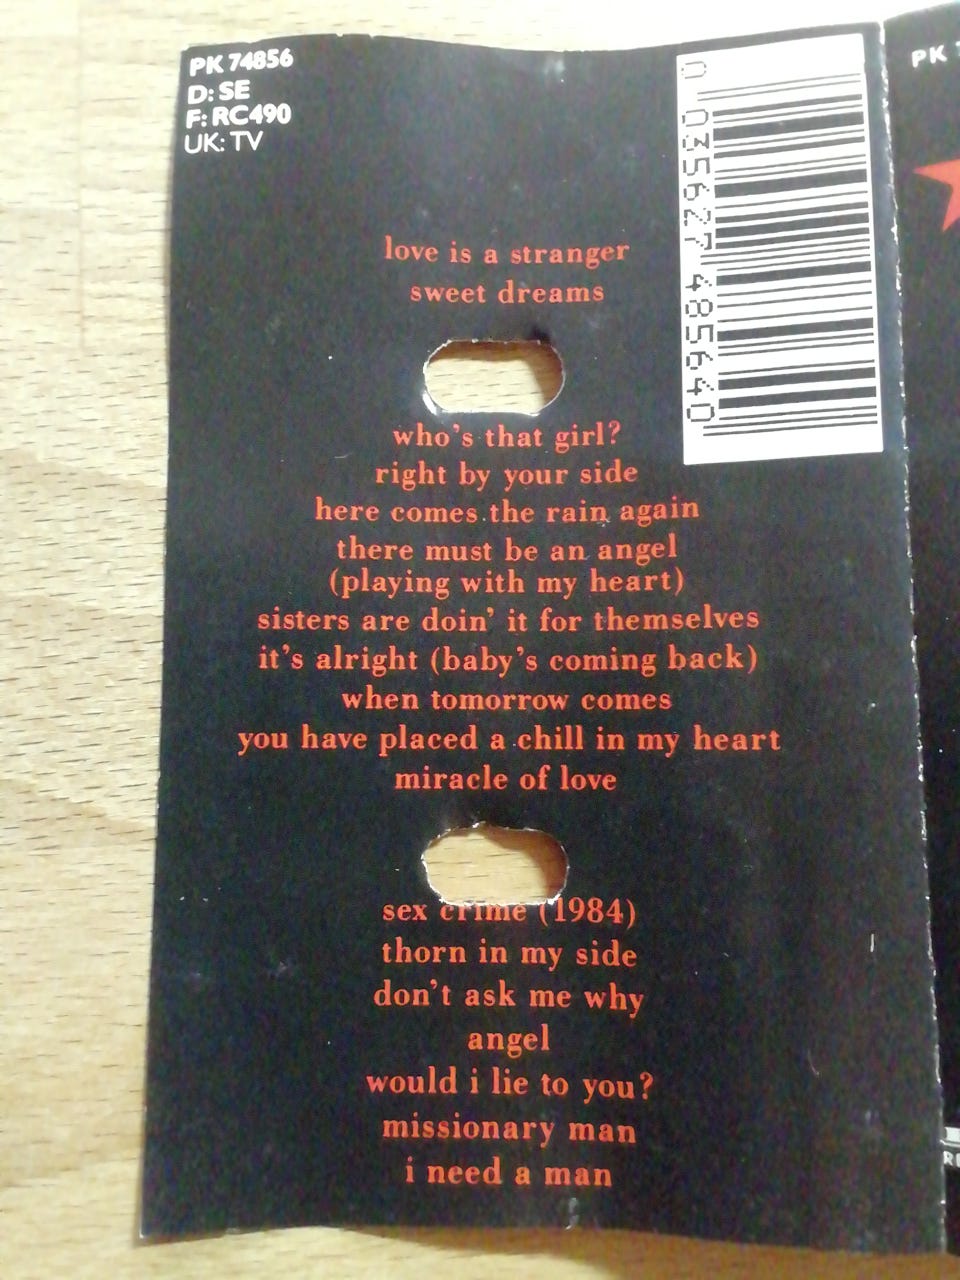 PK 74856
D: SE
F: RC490
UK: TV
PK
0 035627 485640
love is a stranger
sweet dreams
who's that girl?
right by your side
here comes the rain again
there must be an angel
(playing with my heart)
sisters are doin' it for themselves
it's alright (baby's coming back)
when tomorrow comes
you have placed a chill in my heart
miracle of love
sex crime (1984)
thorn in my side
don't ask me why
angel
would i lie to you?
missionary man
i need a man